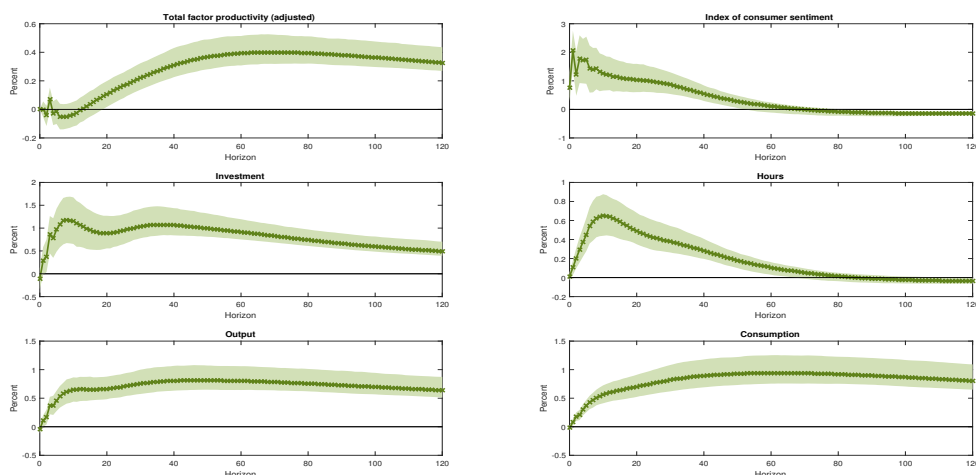 Total factor productivity (adjusted)
Percent
0.6
0.4
0.2
0
-0.2
0 20 40 60 80 100 120
Horizon
Index of consumer sentiment
Percent
3
2
1
0
-1
0 20 40 60 80 100 120
Horizon
Investment
Percent
2
1.5
1
0.5
0
-0.5
0 20 40 60 80 100 120
Horizon
Hours
Percent
1
0.8
0.6
0.4
0.2
0
-0.2
0 20 40 60 80 100 120
Horizon
Output
Percent
1.5
1
0.5
0
-0.5
0 20 40 60 80 100 120
Horizon
Consumption
Percent
1.5
1
0.5
0
-0.5
0 20 40 60 80 100 120
Horizon